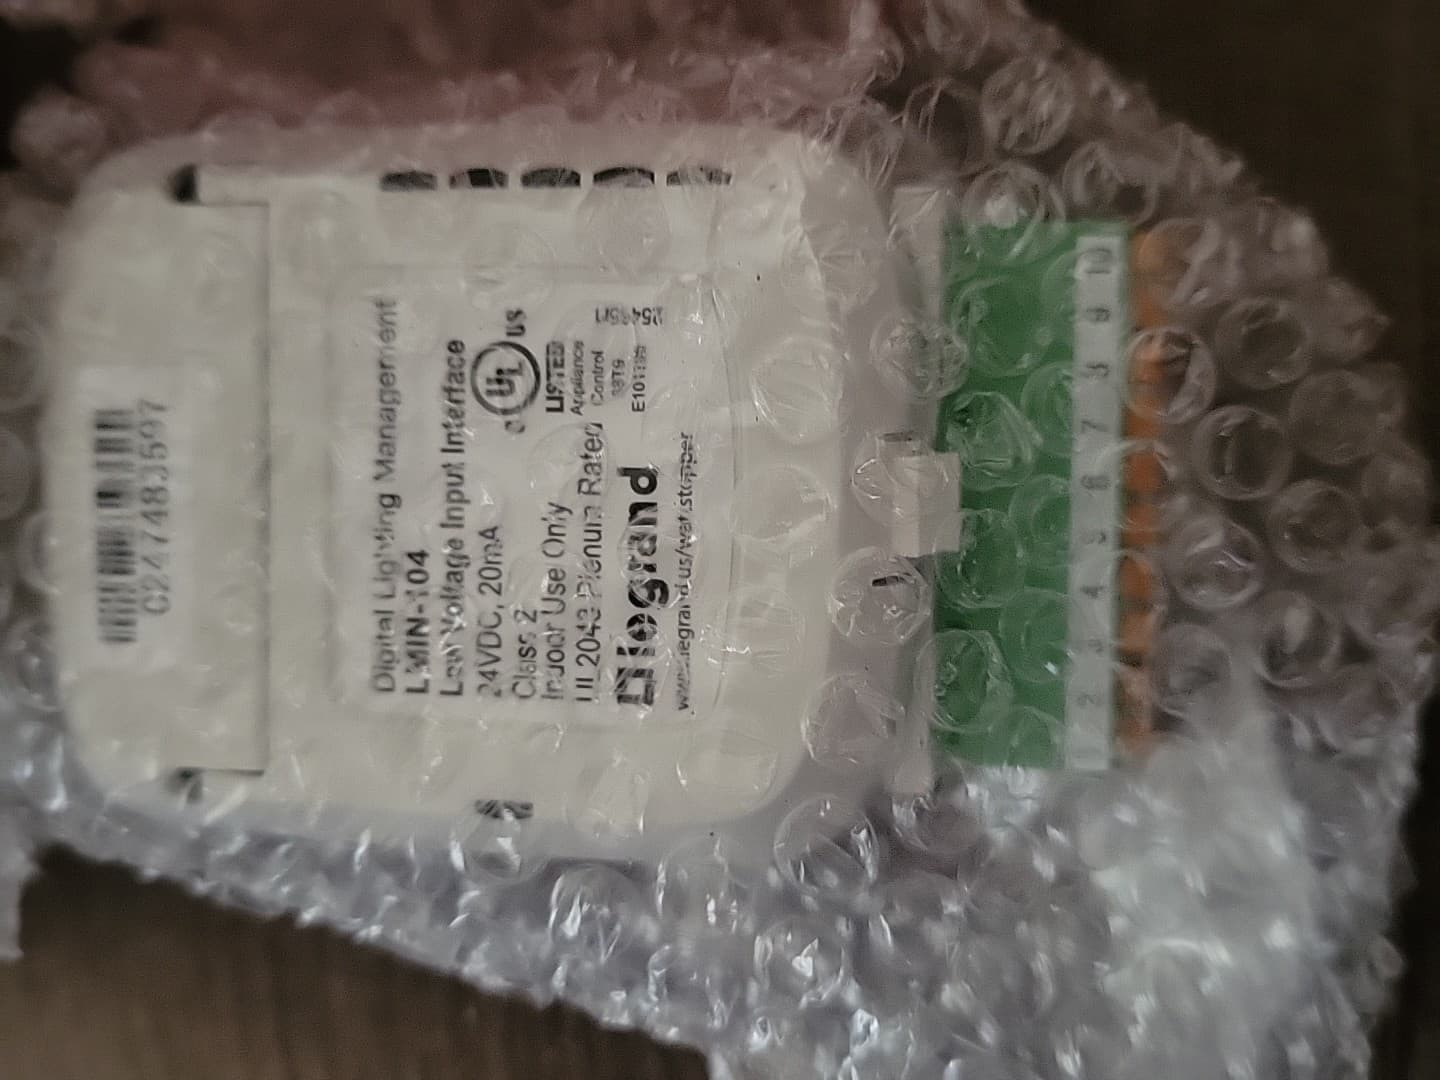 Digital Lighting Management
LMIN-104
Low Voltage Input Interface
24VDC, 20mA
Class 2
Indoor Use Only
UL 2043 Plenum Rated
legrand
www.legrand.us/wattstopper
c UL us
LISTED
Appliance
Control
E101196
1 2 3 4 5 6 7 8 9 10